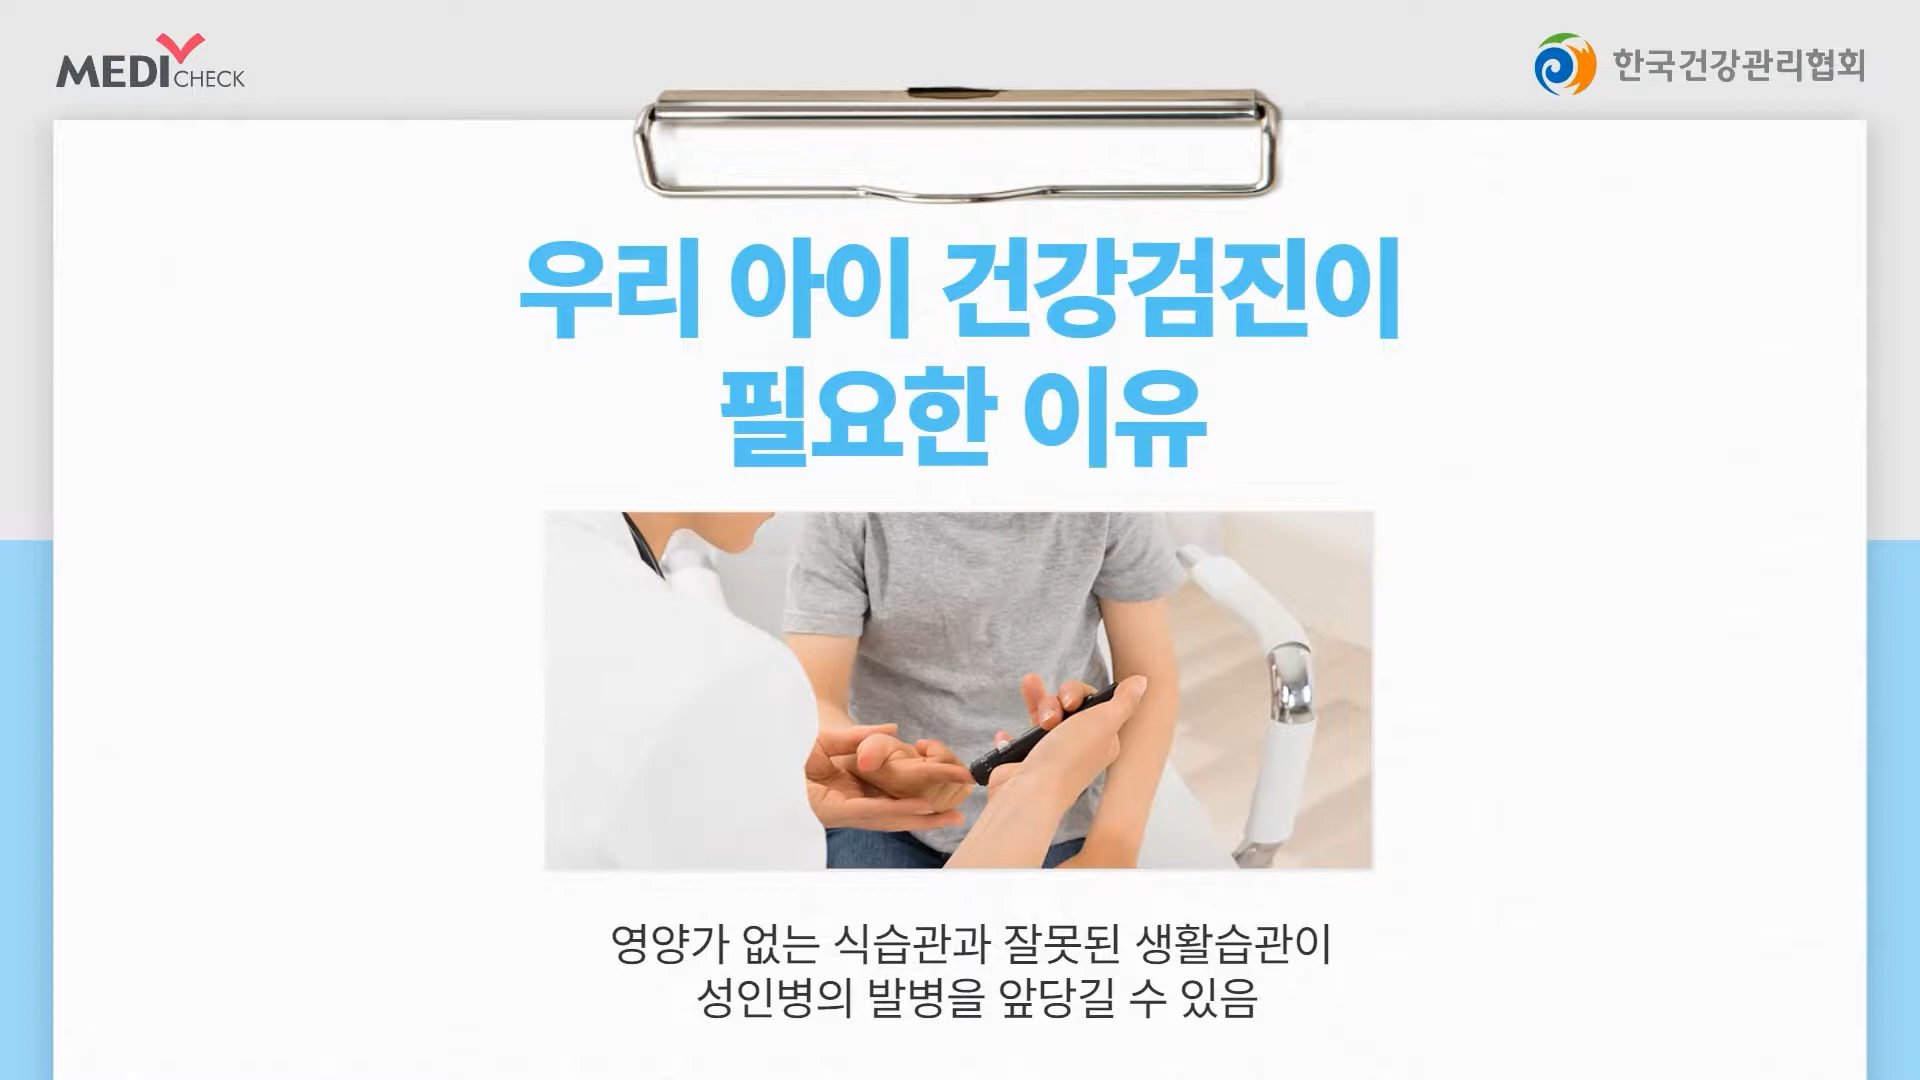 MEDICHECK
한국건강관리협회
우리 아이 건강검진이
필요한 이유
영양가 없는 식습관과 잘못된 생활습관이
성인병의 발병을 앞당길 수 있음